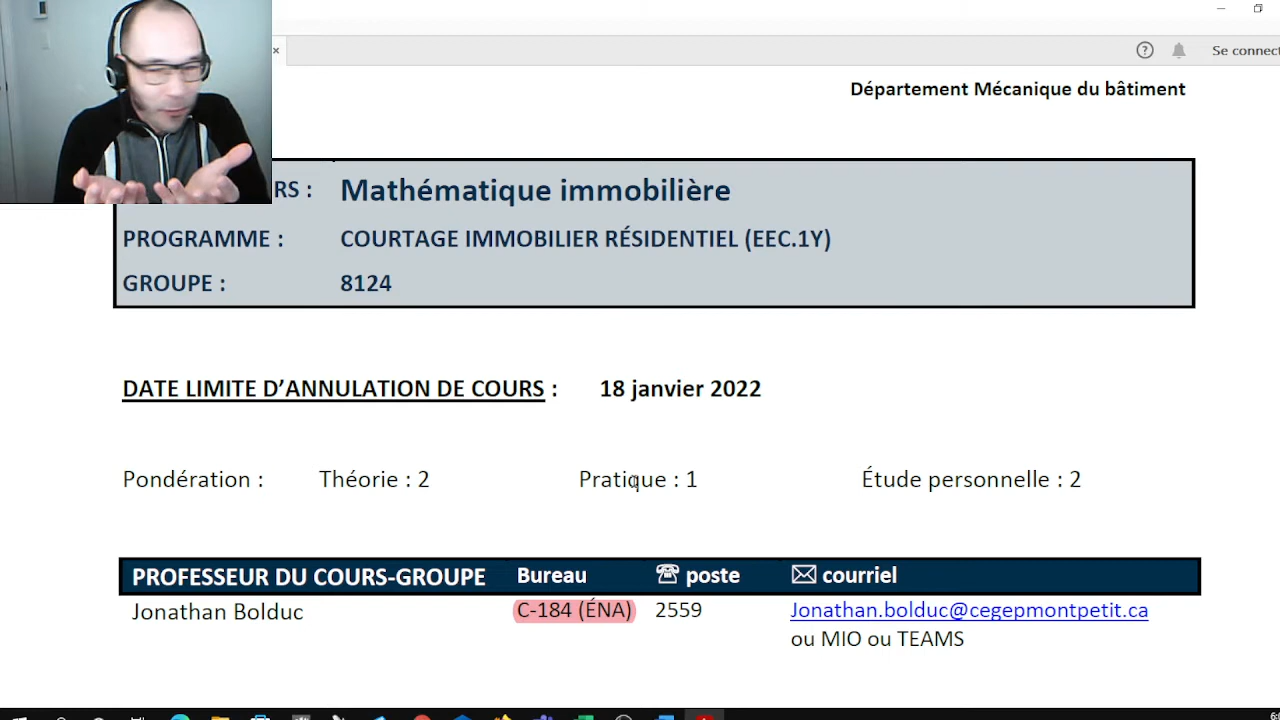 Se connect
Département Mécanique du bâtiment
RS : Mathématique immobilière
PROGRAMME : COURTAGE IMMOBILIER RÉSIDENTIEL (EEC.1Y)
GROUPE : 8124
DATE LIMITE D'ANNULATION DE COURS : 18 janvier 2022
Pondération : Théorie : 2 Pratique : 1 Étude personnelle : 2
PROFESSEUR DU COURS-GROUPE Bureau ☎ poste ✉ courriel
Jonathan Bolduc C-184 (ÉNA) 2559 Jonathan.bolduc@cegepmontpetit.ca
ou MIO ou TEAMS